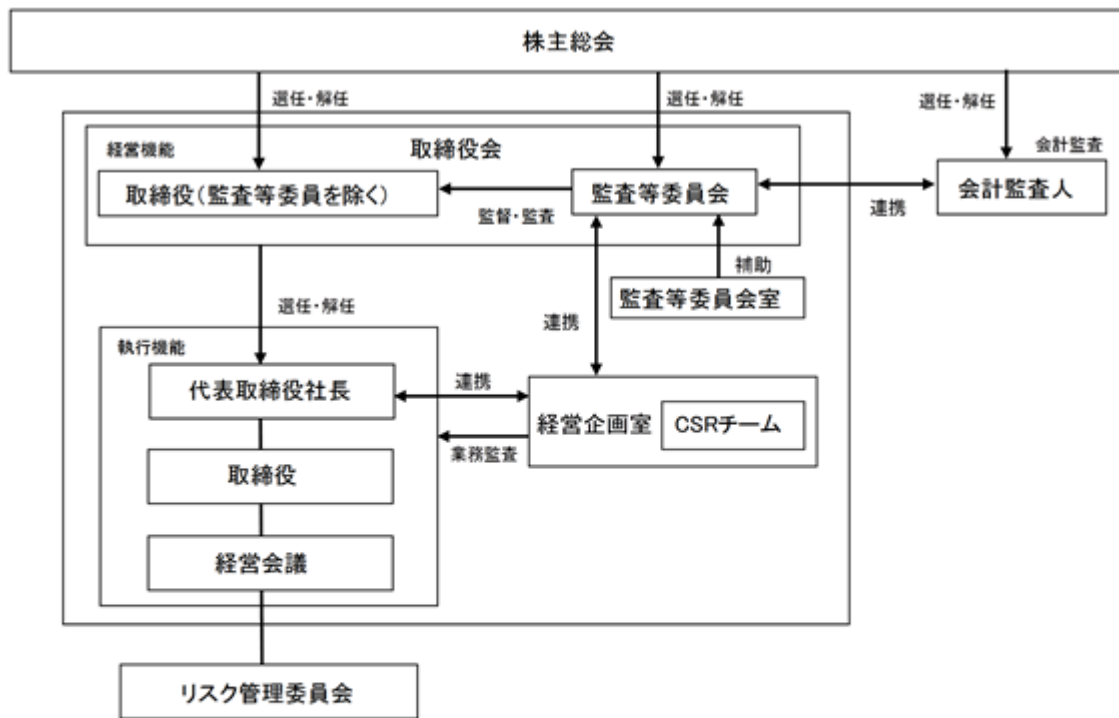 株主総会
選任・解任
選任・解任
選任・解任
経営機能
取締役会
会計監査
取締役（監査等委員を除く）
監査等委員会
会計監査人
監督・監査
連携
補助
監査等委員会室
選任・解任
連携
執行機能
代表取締役社長
連携
経営企画室
CSRチーム
業務監査
取締役
経営会議
リスク管理委員会